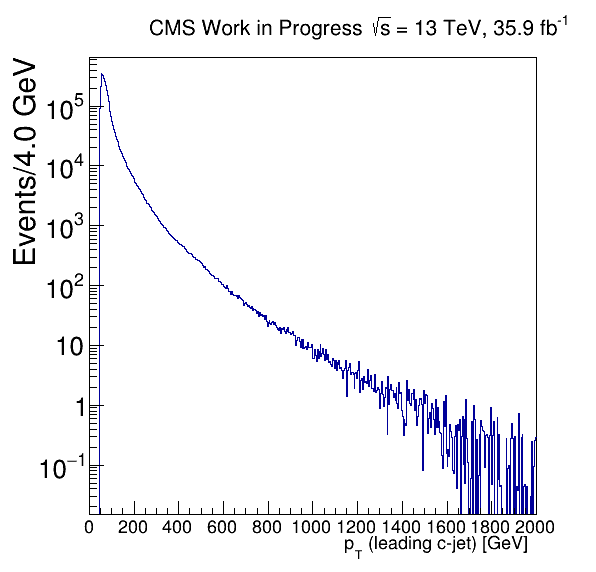 CMS Work in Progress √s = 13 TeV, 35.9 fb⁻¹
Events/4.0 GeV
10⁵
10⁴
10³
10²
10
1
10⁻¹
0 200 400 600 800 1000 1200 1400 1600 1800 2000
p_T (leading c-jet) [GeV]